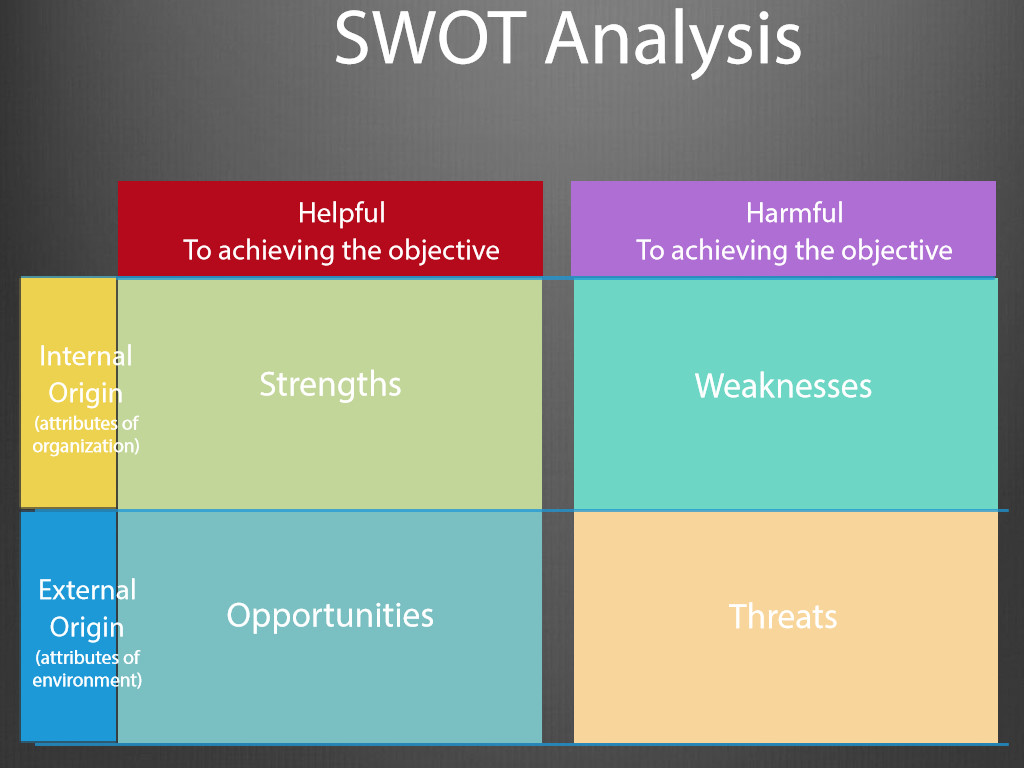 SWOT Analysis
Helpful
To achieving the objective
Harmful
To achieving the objective
Internal
Origin
(attributes of
organization)
Strengths
Weaknesses
External
Origin
(attributes of
environment)
Opportunities
Threats